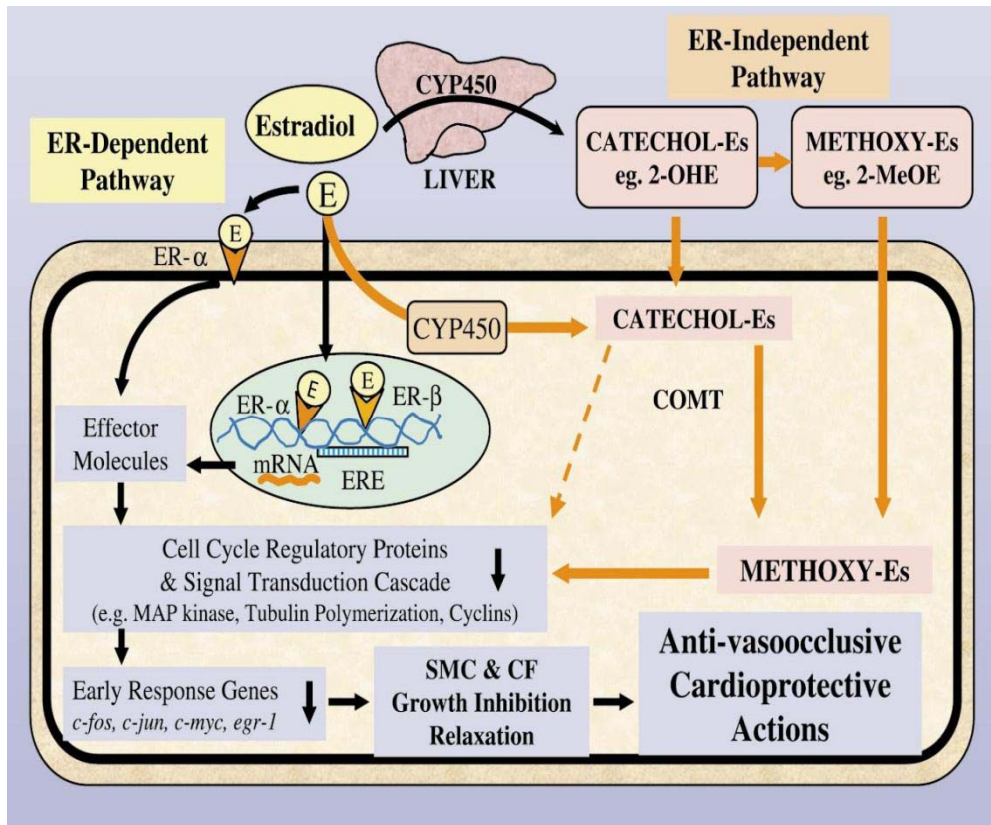 ER-Independent
Pathway
CYP450
Estradiol
LIVER
CATECHOL-Es
eg. 2-OHE
METHOXY-Es
eg. 2-MeOE
ER-Dependent
Pathway
E
E
ER-α
CYP450
CATECHOL-Es
COMT
E
E
ER-α
ER-β
mRNA
ERE
Effector
Molecules
Cell Cycle Regulatory Proteins
& Signal Transduction Cascade
(e.g. MAP kinase, Tubulin Polymerization, Cyclins)
METHOXY-Es
Early Response Genes
c-fos, c-jun, c-myc, egr-1
SMC & CF
Growth Inhibition
Relaxation
Anti-vasoocclusive
Cardioprotective
Actions